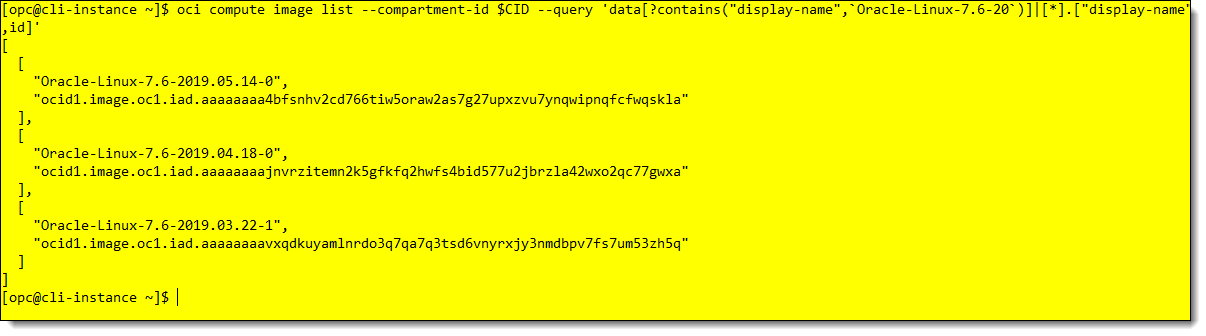 [opc@cli-instance ~]$ oci compute image list --compartment-id $CID --query 'data[?contains("display-name",`Oracle-Linux-7.6-20`)]|[*].["display-name"
,id]'
[
  [
    "Oracle-Linux-7.6-2019.05.14-0",
    "ocid1.image.oc1.iad.aaaaaaaa4bfsnhv2cd766tiw5oraw2as7g27upxzvu7ynqwipnqfcfwqskla"
  ],
  [
    "Oracle-Linux-7.6-2019.04.18-0",
    "ocid1.image.oc1.iad.aaaaaaaajnvrzitemn2k5gfkfq2hwfs4bid577u2jbrzla42wxo2qc77gwxa"
  ],
  [
    "Oracle-Linux-7.6-2019.03.22-1",
    "ocid1.image.oc1.iad.aaaaaaaavxqdkuyamlnrdo3q7qa7q3tsd6vnyrxjy3nmdbpv7fs7um53zh5q"
  ]
]
[opc@cli-instance ~]$